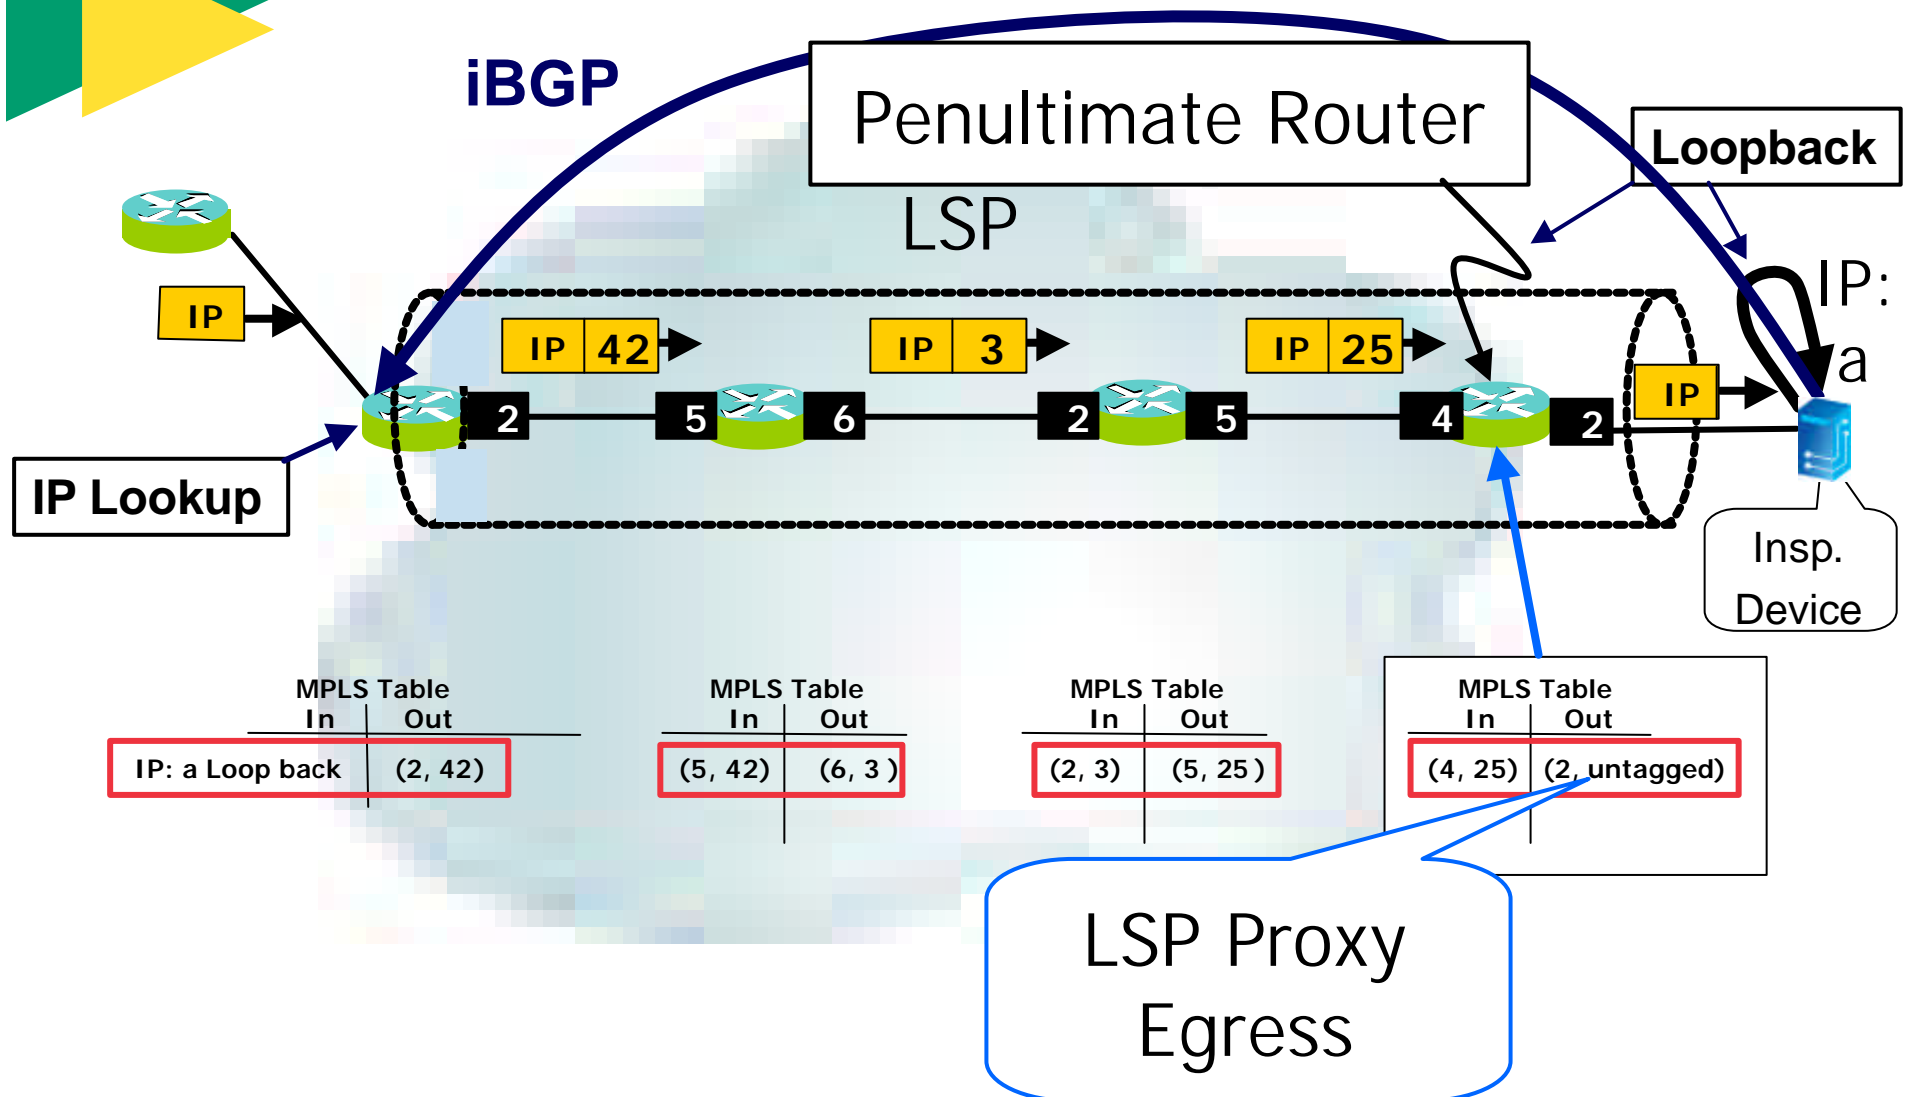 iBGP
Penultimate Router
Loopback
LSP
IP:
a
IP
IP 42
IP 3
IP 25
IP
2
5
6
2
5
4
2
IP Lookup
Insp.
Device
MPLS Table
In Out
IP: a Loop back (2, 42)
MPLS Table
In Out
(5, 42) (6, 3 )
MPLS Table
In Out
(2, 3) (5, 25 )
MPLS Table
In Out
(4, 25) (2, untagged)
LSP Proxy
Egress